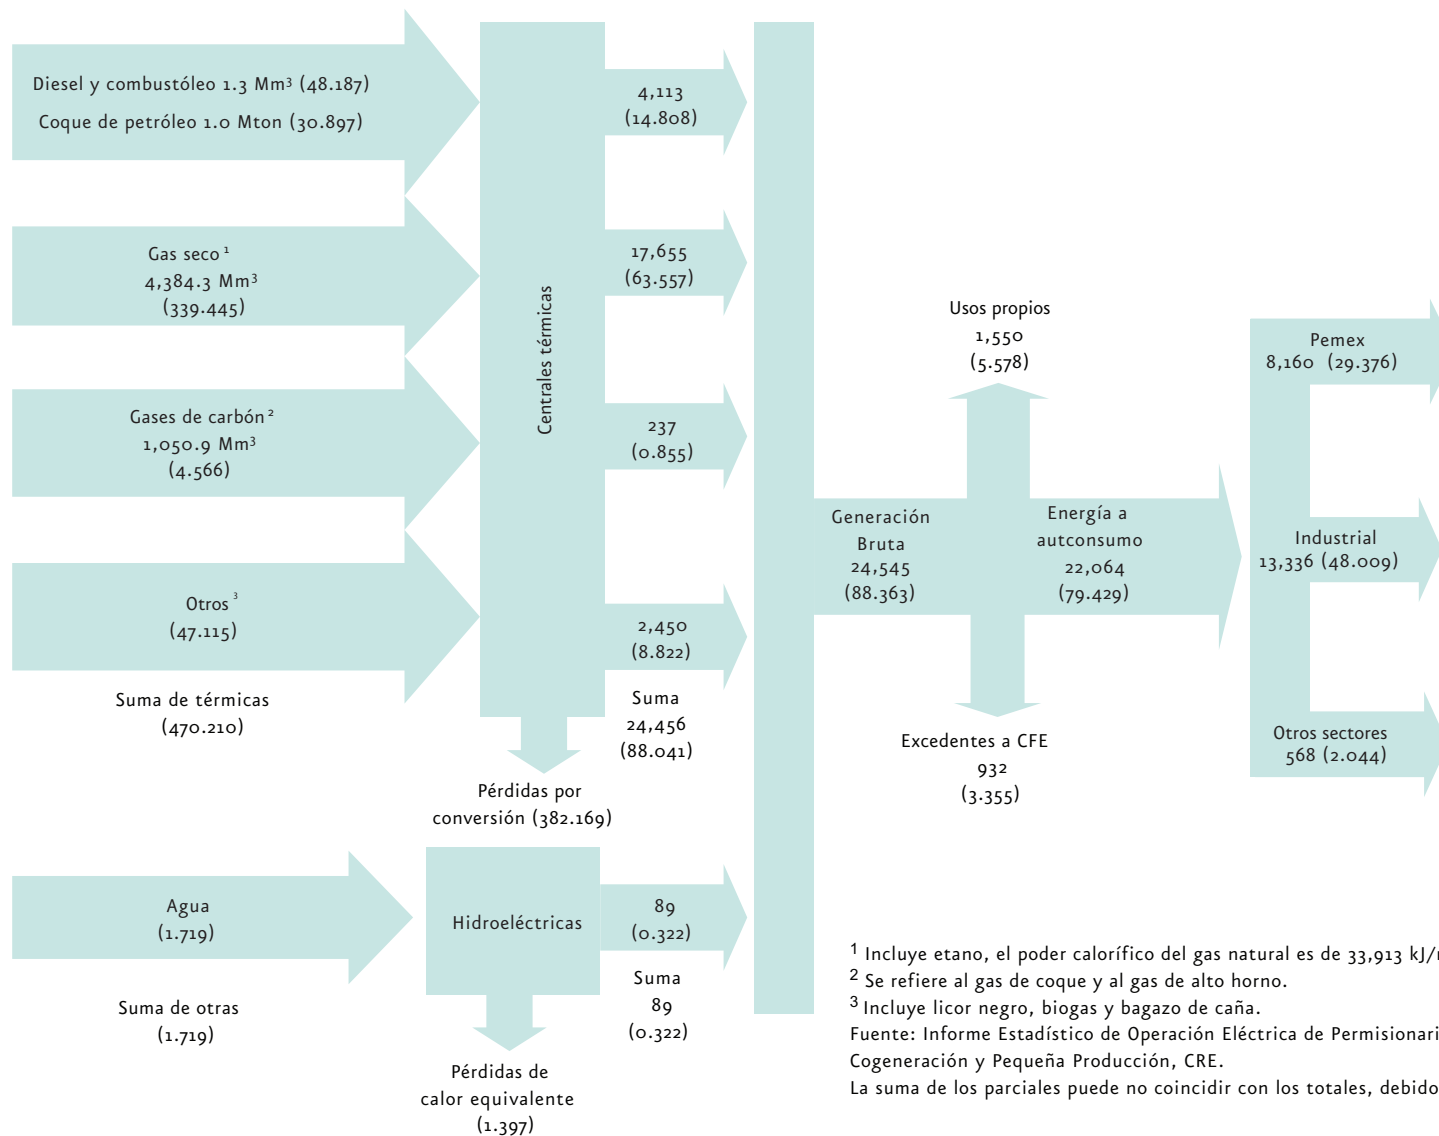 Diesel y combustóleo 1.3 Mm³ (48.187)
Coque de petróleo 1.0 Mton (30.897)
Gas seco ¹
4,384.3 Mm³
(339.445)
Gases de carbón ²
1,050.9 Mm³
(4.566)
Otros ³
(47.115)
Suma de térmicas
(470.210)
Centrales térmicas
4,113
(14.808)
17,655
(63.557)
237
(0.855)
2,450
(8.822)
Suma
24,456
(88.041)
Pérdidas por
conversión (382.169)
Agua
(1.719)
Suma de otras
(1.719)
Hidroeléctricas
89
(0.322)
Suma
89
(0.322)
Pérdidas de
calor equivalente
(1.397)
Generación
Bruta
24,545
(88.363)
Usos propios
1,550
(5.578)
Energía a
autconsumo
22,064
(79.429)
Excedentes a CFE
932
(3.355)
Pemex
8,160 (29.376)
Industrial
13,336 (48.009)
Otros sectores
568 (2.044)
¹ Incluye etano, el poder calorífico del gas natural es de 33,913 kJ/
² Se refiere al gas de coque y al gas de alto horno.
³ Incluye licor negro, biogas y bagazo de caña.
Fuente: Informe Estadístico de Operación Eléctrica de Permisionari
Cogeneración y Pequeña Producción, CRE.
La suma de los parciales puede no coincidir con los totales, debido